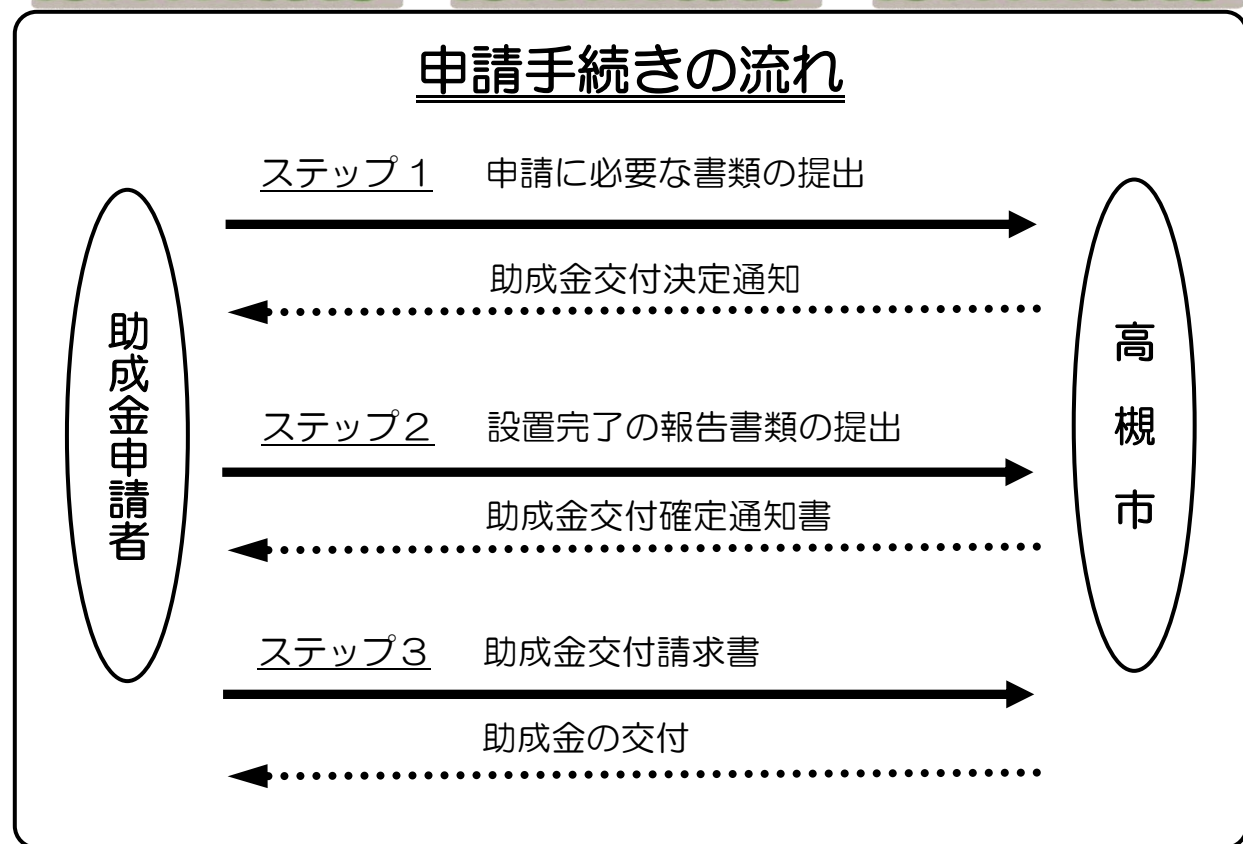 申請手続きの流れ
ステップ1 申請に必要な書類の提出
助成金交付決定通知
助成金申請者
高槻市
ステップ2 設置完了の報告書類の提出
助成金交付確定通知書
ステップ3 助成金交付請求書
助成金の交付